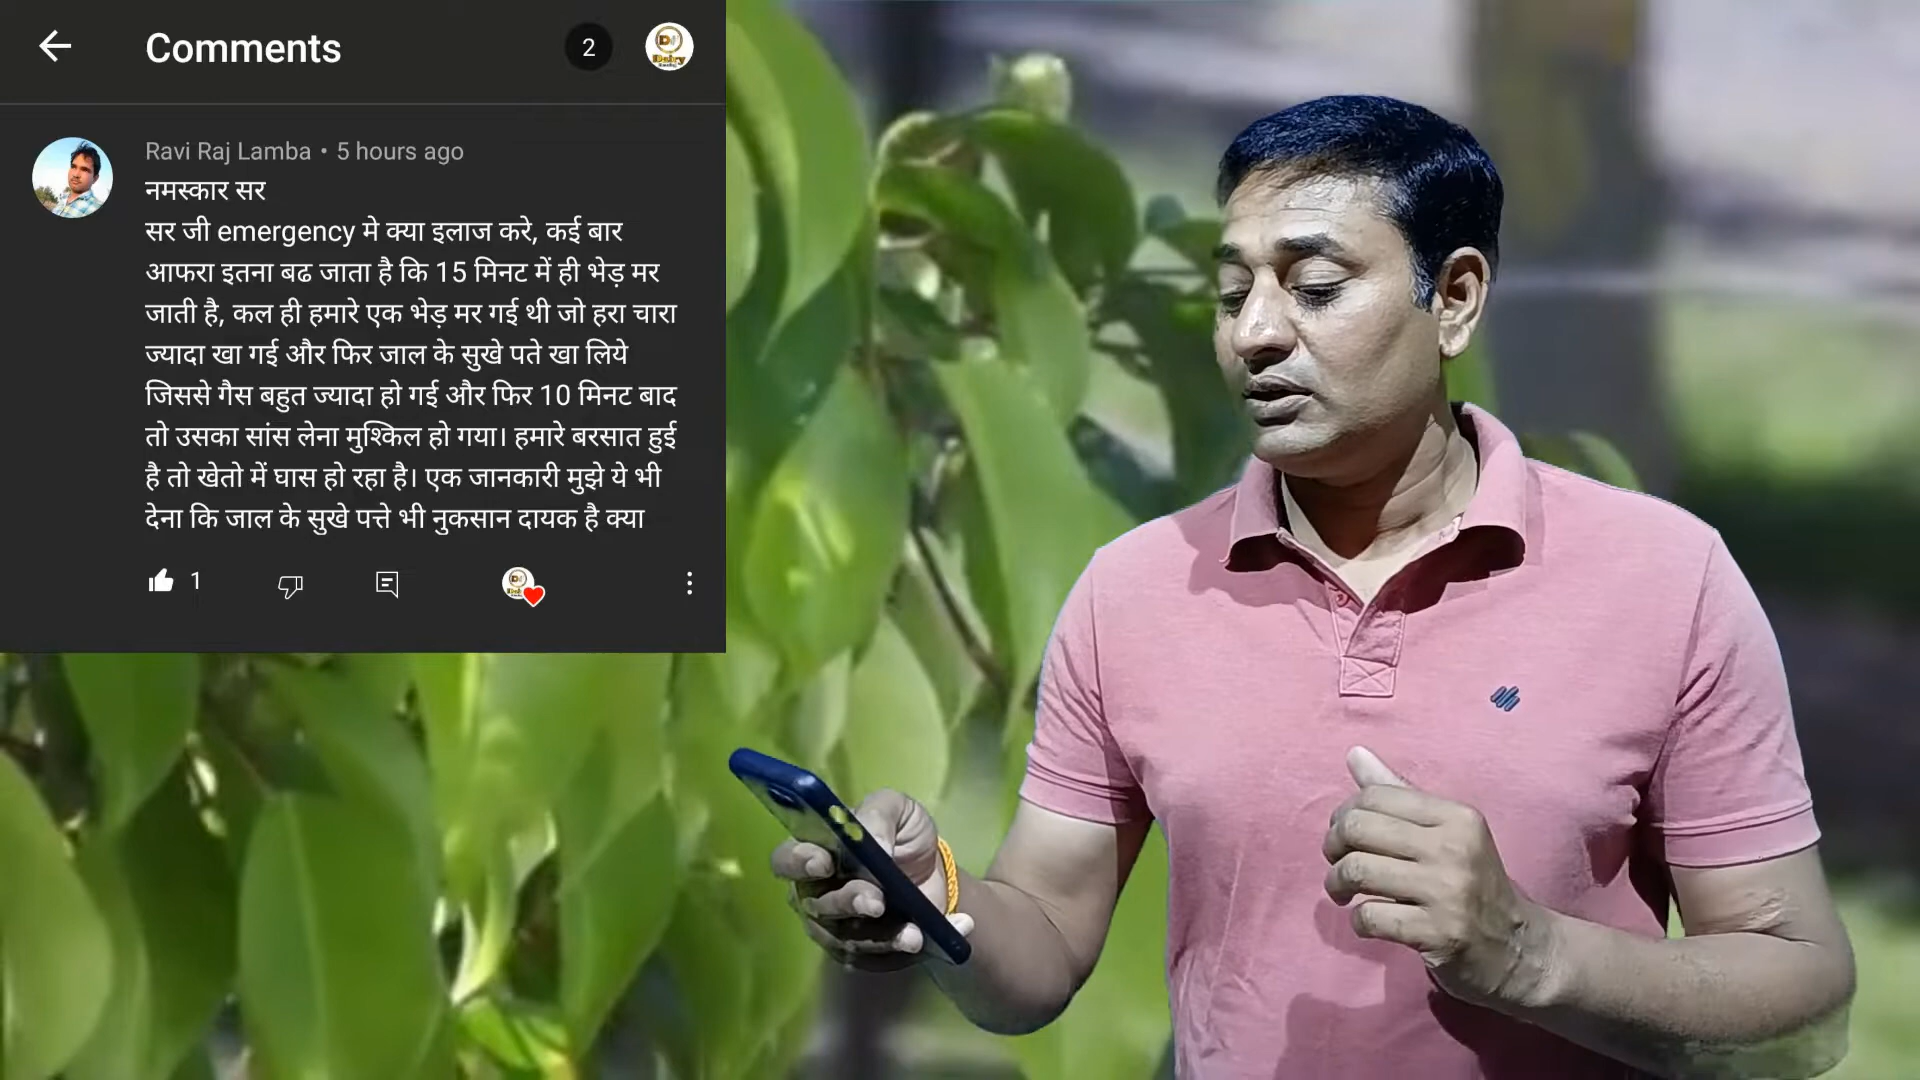 Comments
2
Ravi Raj Lamba • 5 hours ago
नमस्कार सर
सर जी emergency मे क्या इलाज करे, कई बार
आफरा इतना बढ जाता है कि 15 मिनट में ही भेड़ मर
जाती है, कल ही हमारे एक भेड़ मर गई थी जो हरा चारा
ज्यादा खा गई और फिर जाल के सुखे पते खा लिये
जिससे गैस बहुत ज्यादा हो गई और फिर 10 मिनट बाद
तो उसका सांस लेना मुश्किल हो गया। हमारे बरसात हुई
है तो खेतो में घास हो रहा है। एक जानकारी मुझे ये भी
देना कि जाल के सुखे पत्ते भी नुकसान दायक है क्या
1